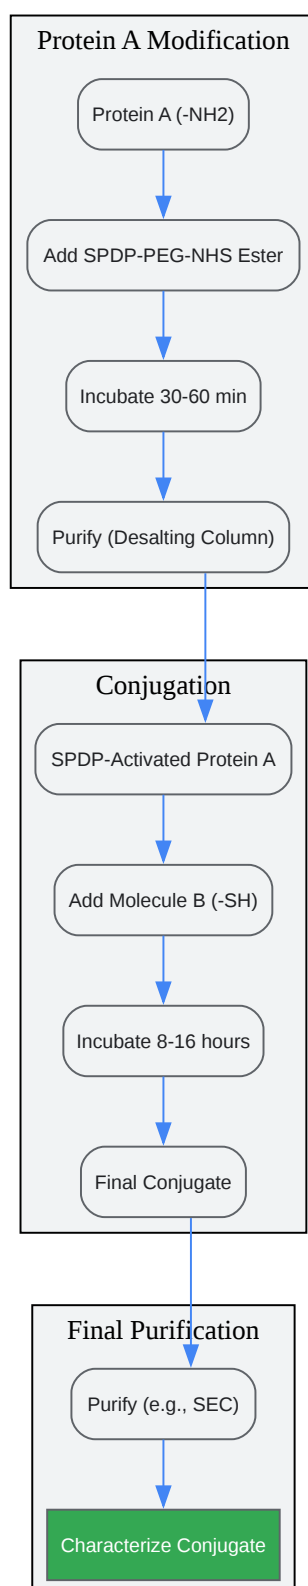 Protein A Modification
Protein A (-NH2)
Add SPDP-PEG-NHS Ester
Incubate 30-60 min
Purify (Desalting Column)
Conjugation
SPDP-Activated Protein A
Add Molecule B (-SH)
Incubate 8-16 hours
Final Conjugate
Final Purification
Purify (e.g., SEC)
Characterize Conjugate